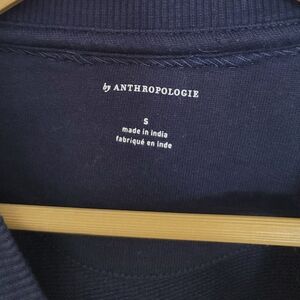 by ANTHROPOLOGIE
S
made in india
fabriqué en inde